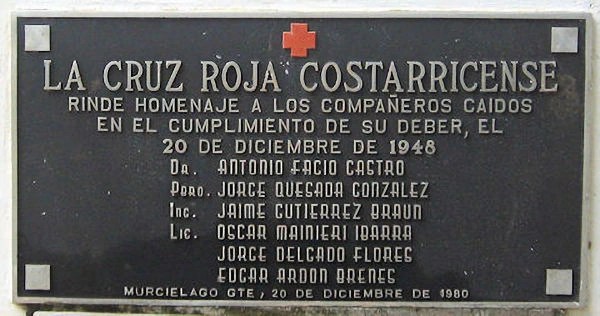 LA CRUZ ROJA COSTARRICENSE
RINDE HOMENAJE A LOS COMPAÑEROS CAIDOS
EN EL CUMPLIMIENTO DE SU DEBER, EL
20 DE DICIEMBRE DE 1948
DR. ANTONIO FACIO CASTRO
PBRO. JORGE QUESADA GONZALEZ
ING. JAIME GUTIERREZ BRAUN
LIC. OSCAR MAINIERI IBARRA
JORGE DELGADO FLORES
EDGAR ARDON BRENES
MURCIELAGO GTE, 20 DE DICIEMBRE DE 1980